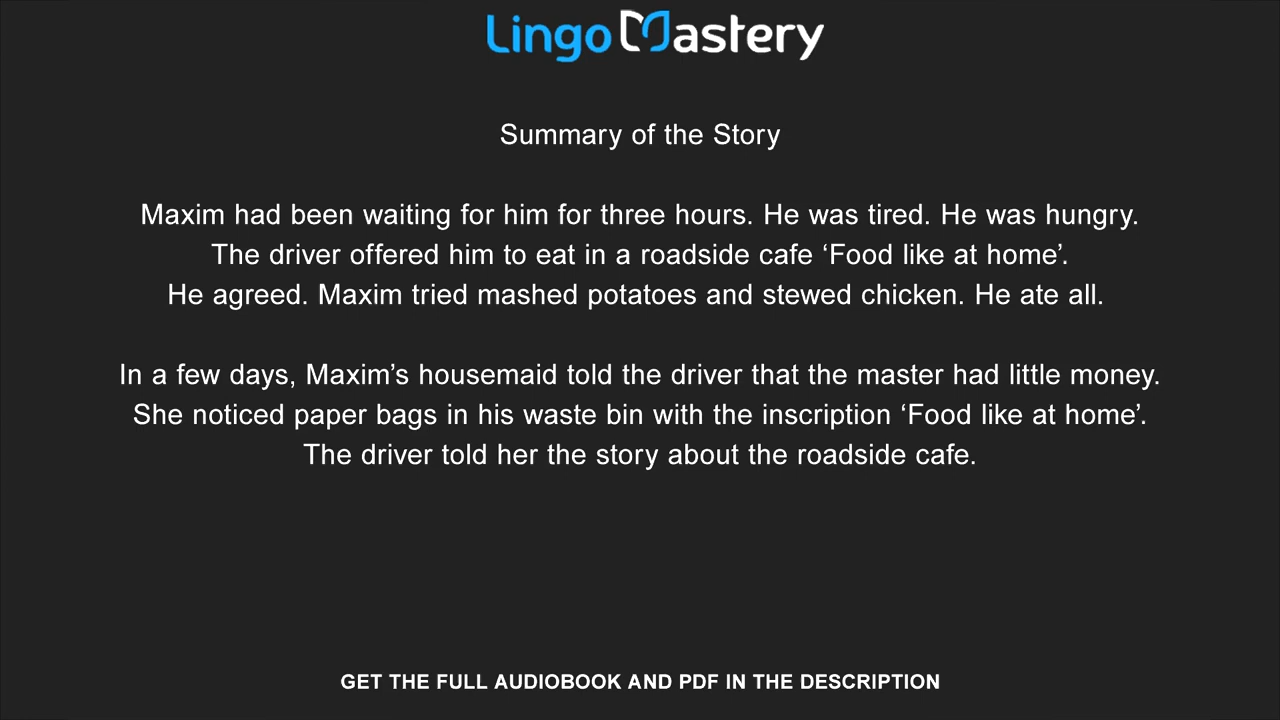 Lingo Mastery
Summary of the Story
Maxim had been waiting for him for three hours. He was tired. He was hungry.
The driver offered him to eat in a roadside cafe ‘Food like at home’.
He agreed. Maxim tried mashed potatoes and stewed chicken. He ate all.
In a few days, Maxim’s housemaid told the driver that the master had little money.
She noticed paper bags in his waste bin with the inscription ‘Food like at home’.
The driver told her the story about the roadside cafe.
GET THE FULL AUDIOBOOK AND PDF IN THE DESCRIPTION